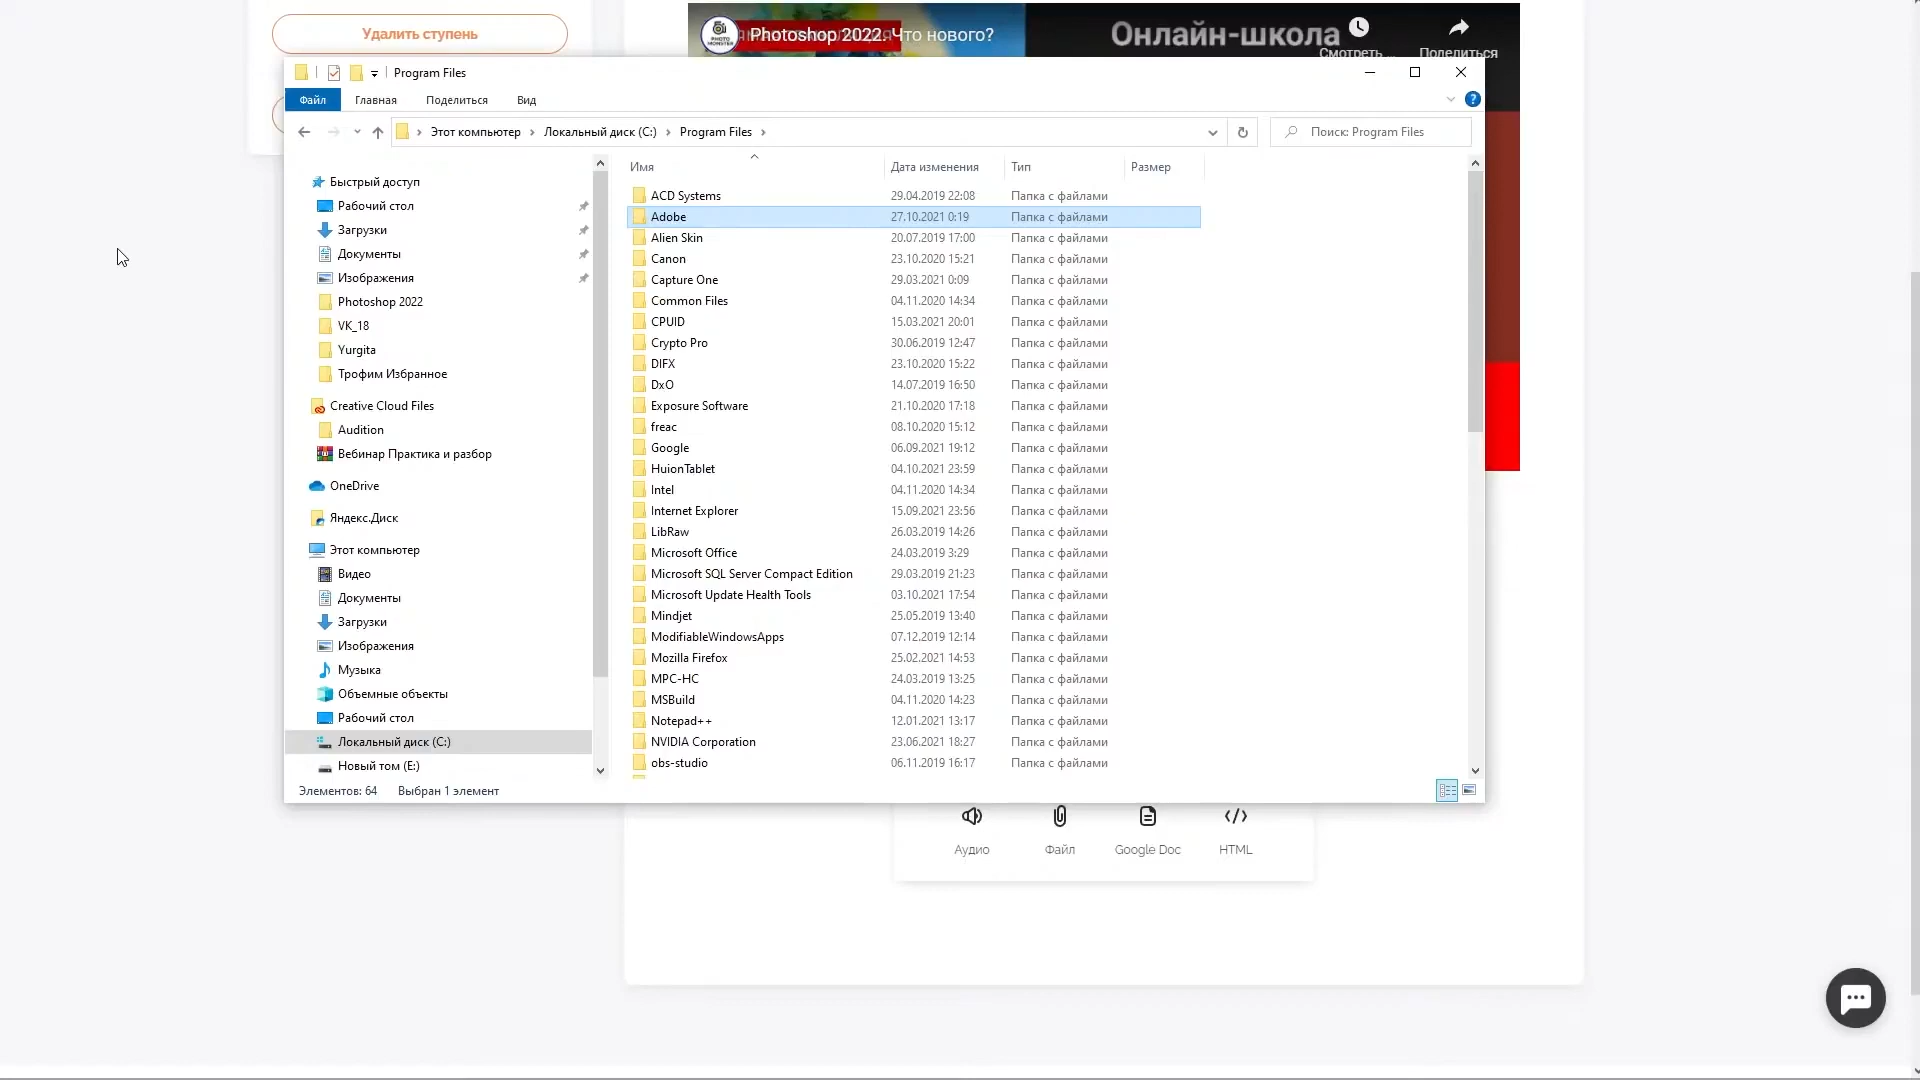 Удалить ступень
Photoshop 2022. Что нового?
Онлайн-школа
Смотреть ...
Поделиться
Program Files
Файл
Главная
Поделиться
Вид
Этот компьютер
Локальный диск (C:)
Program Files
Поиск: Program Files
Быстрый доступ
Рабочий стол
Загрузки
Документы
Изображения
Photoshop 2022
VK_18
Yurgita
Трофим Избранное
Creative Cloud Files
Audition
Вебинар Практика и разбор
OneDrive
Яндекс.Диск
Этот компьютер
Видео
Документы
Загрузки
Изображения
Музыка
Объемные объекты
Рабочий стол
Локальный диск (C:)
Новый том (E:)
Имя Дата изменения Тип Размер
ACD Systems 29.04.2019 22:08 Папка с файлами
Adobe 27.10.2021 0:19 Папка с файлами
Alien Skin 20.07.2019 17:00 Папка с файлами
Canon 23.10.2020 15:21 Папка с файлами
Capture One 29.03.2021 0:09 Папка с файлами
Common Files 04.11.2020 14:34 Папка с файлами
CPUID 15.03.2021 20:01 Папка с файлами
Crypto Pro 30.06.2019 12:47 Папка с файлами
DIFX 23.10.2020 15:22 Папка с файлами
DxO 14.07.2019 16:50 Папка с файлами
Exposure Software 21.10.2020 17:18 Папка с файлами
freac 08.10.2020 15:12 Папка с файлами
Google 06.09.2021 19:12 Папка с файлами
HuionTablet 04.10.2021 23:59 Папка с файлами
Intel 04.11.2020 14:34 Папка с файлами
Internet Explorer 15.09.2021 23:56 Папка с файлами
LibRaw 26.03.2019 14:26 Папка с файлами
Microsoft Office 24.03.2019 3:29 Папка с файлами
Microsoft SQL Server Compact Edition 29.03.2019 21:23 Папка с файлами
Microsoft Update Health Tools 03.10.2021 17:54 Папка с файлами
Mindjet 25.05.2019 13:40 Папка с файлами
ModifiableWindowsApps 07.12.2019 12:14 Папка с файлами
Mozilla Firefox 25.02.2021 14:53 Папка с файлами
MPC-HC 24.03.2019 13:25 Папка с файлами
MSBuild 04.11.2020 14:23 Папка с файлами
Notepad++ 12.01.2021 13:17 Папка с файлами
NVIDIA Corporation 23.06.2021 18:27 Папка с файлами
obs-studio 06.11.2019 16:17 Папка с файлами
Элементов: 64 Выбран 1 элемент
Аудио
Файл
Google Doc
HTML